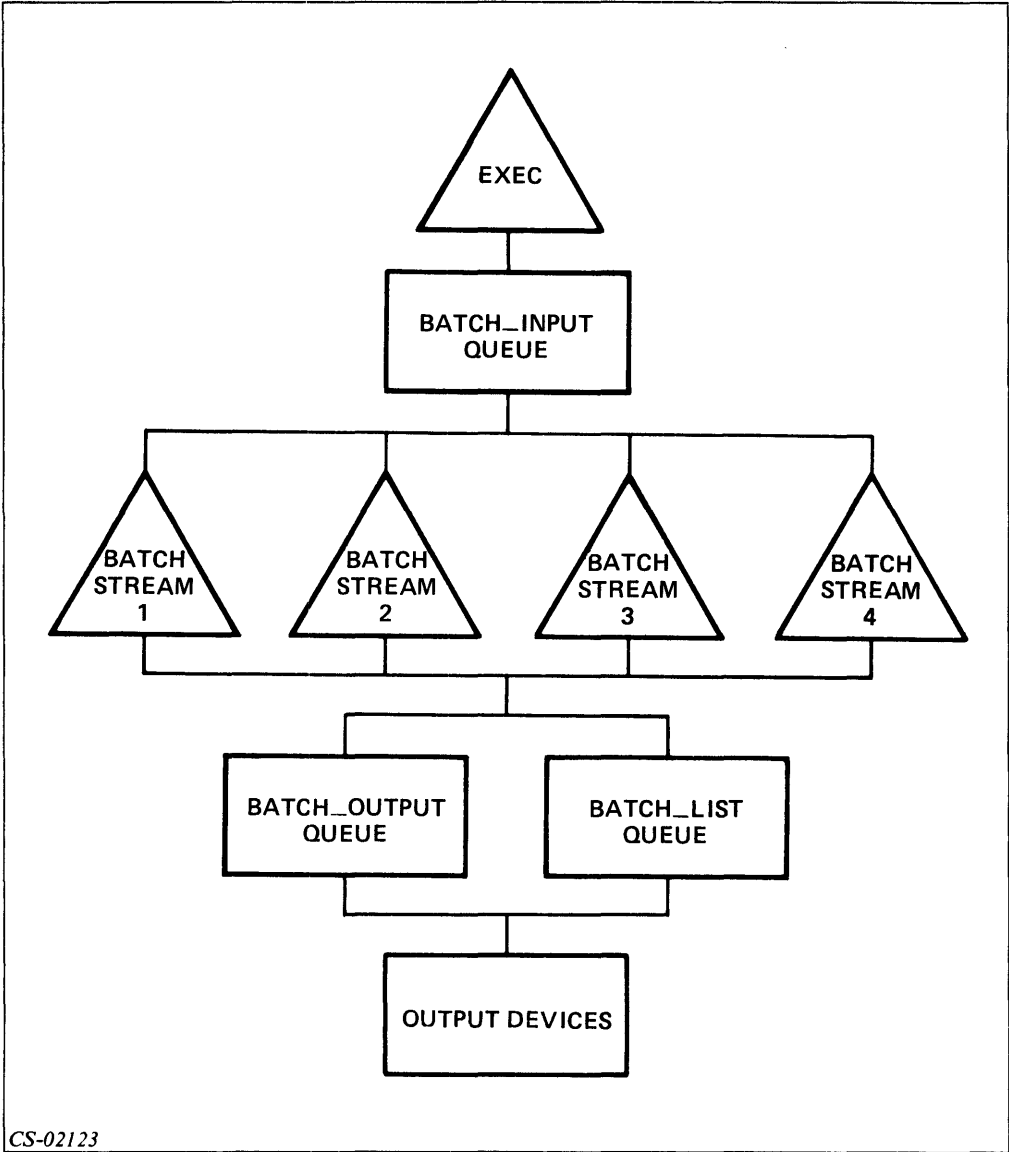 EXEC
BATCH_INPUT
QUEUE
BATCH
STREAM
1
BATCH
STREAM
2
BATCH
STREAM
3
BATCH
STREAM
4
BATCH_OUTPUT
QUEUE
BATCH_LIST
QUEUE
OUTPUT DEVICES
CS-02123